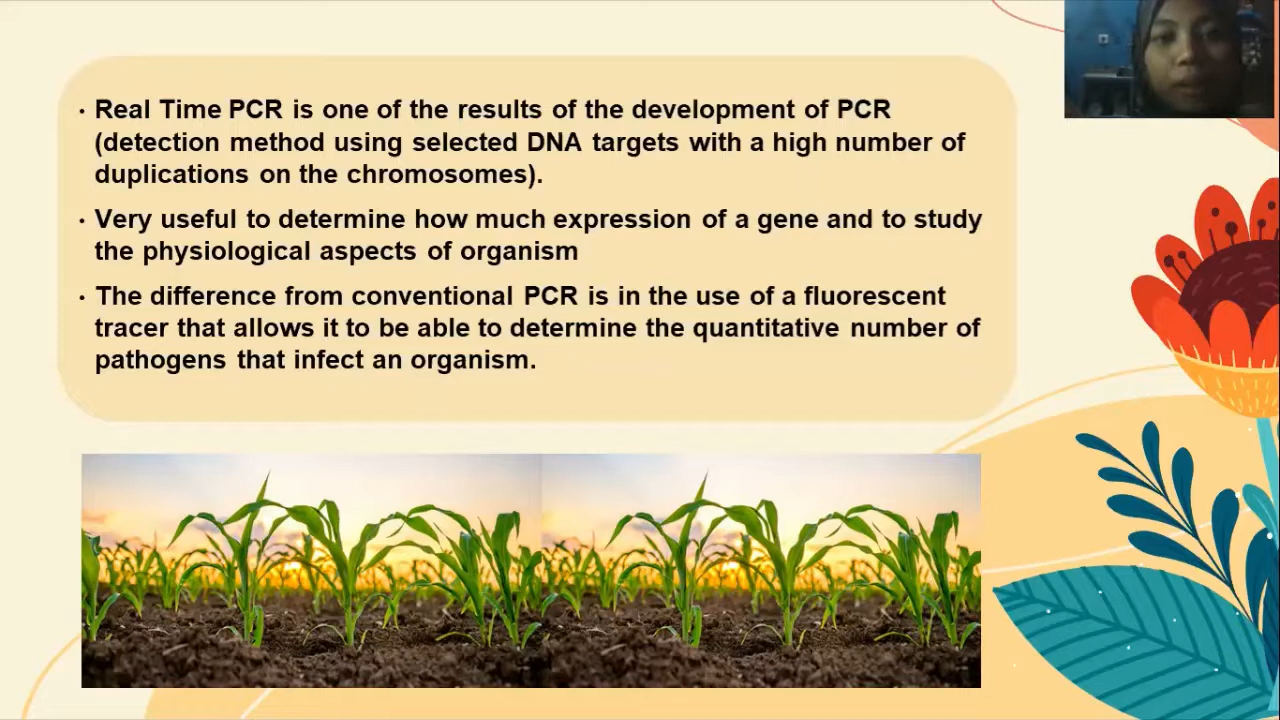 • Real Time PCR is one of the results of the development of PCR
(detection method using selected DNA targets with a high number of
duplications on the chromosomes).
• Very useful to determine how much expression of a gene and to study
the physiological aspects of organism
• The difference from conventional PCR is in the use of a fluorescent
tracer that allows it to be able to determine the quantitative number of
pathogens that infect an organism.